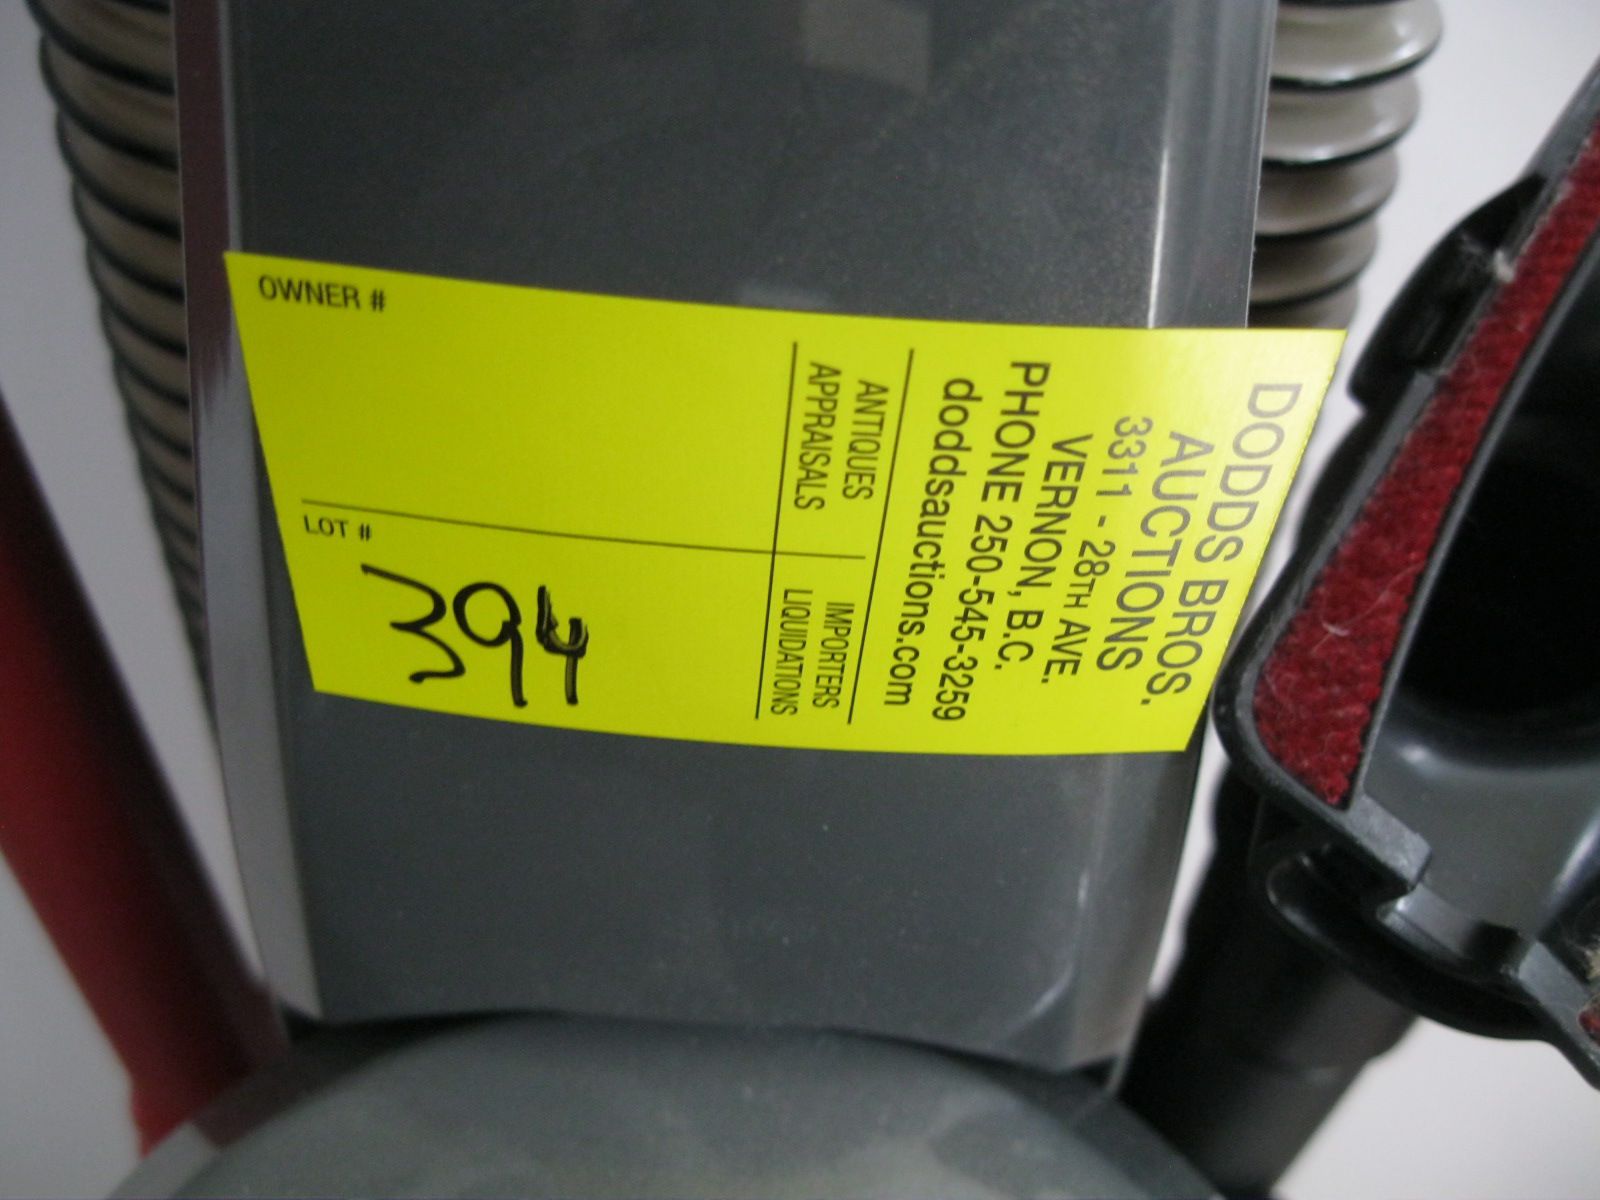 DODDS BROS.
AUCTIONS
3311 - 28TH AVE.
VERNON, B.C.
PHONE 250-545-3259
doddsauctions.com
ANTIQUES IMPORTERS
APPRAISALS LIQUIDATIONS
OWNER #
LOT #
394